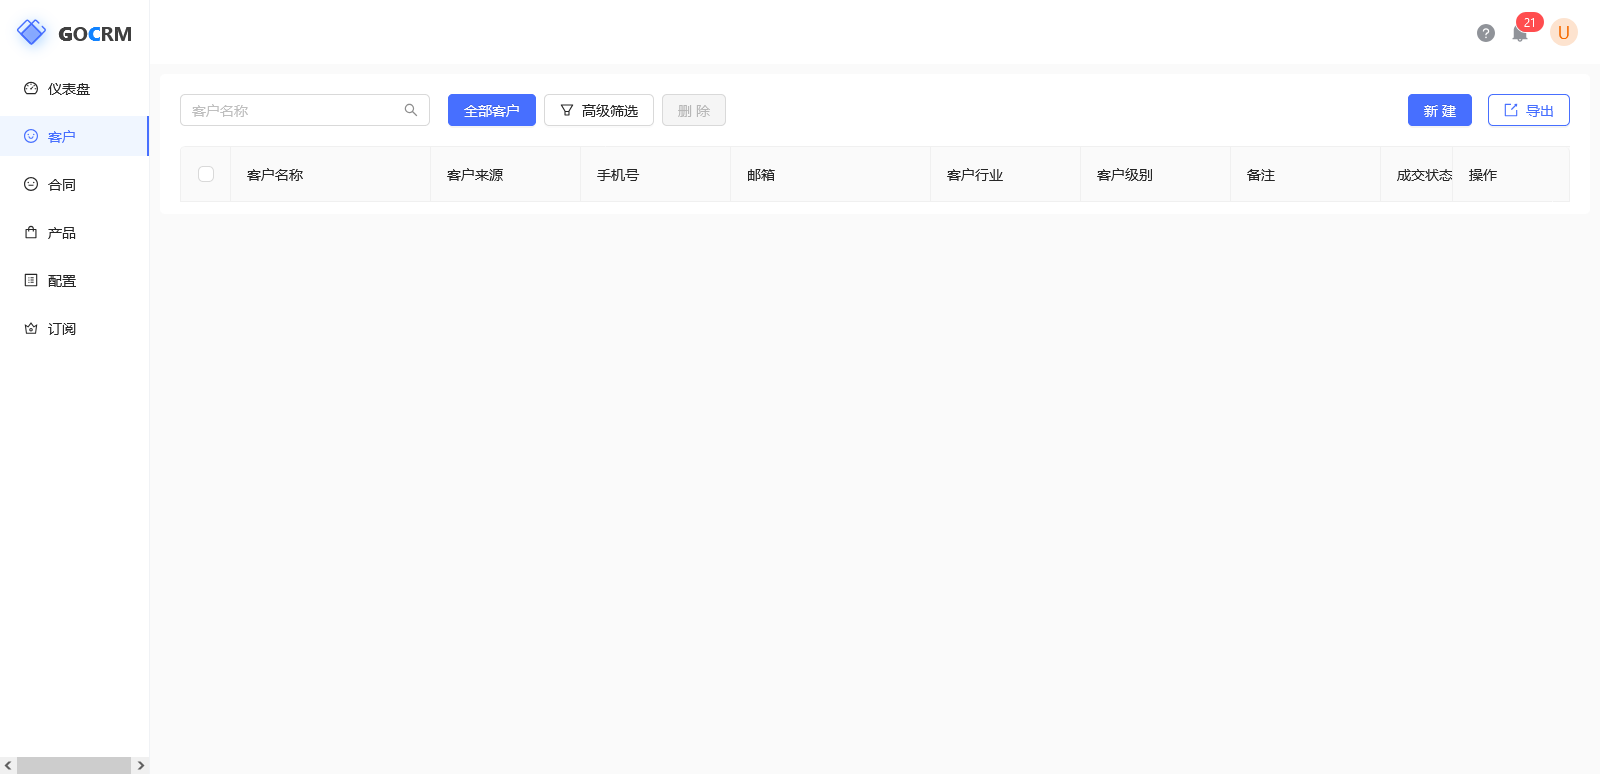 GOCRM
?
21
U
仪表盘
客户
合同
产品
配置
订阅
客户名称
全部客户
高级筛选
删 除
新 建
导出
客户名称 客户来源 手机号 邮箱 客户行业 客户级别 备注 成交状态 操作